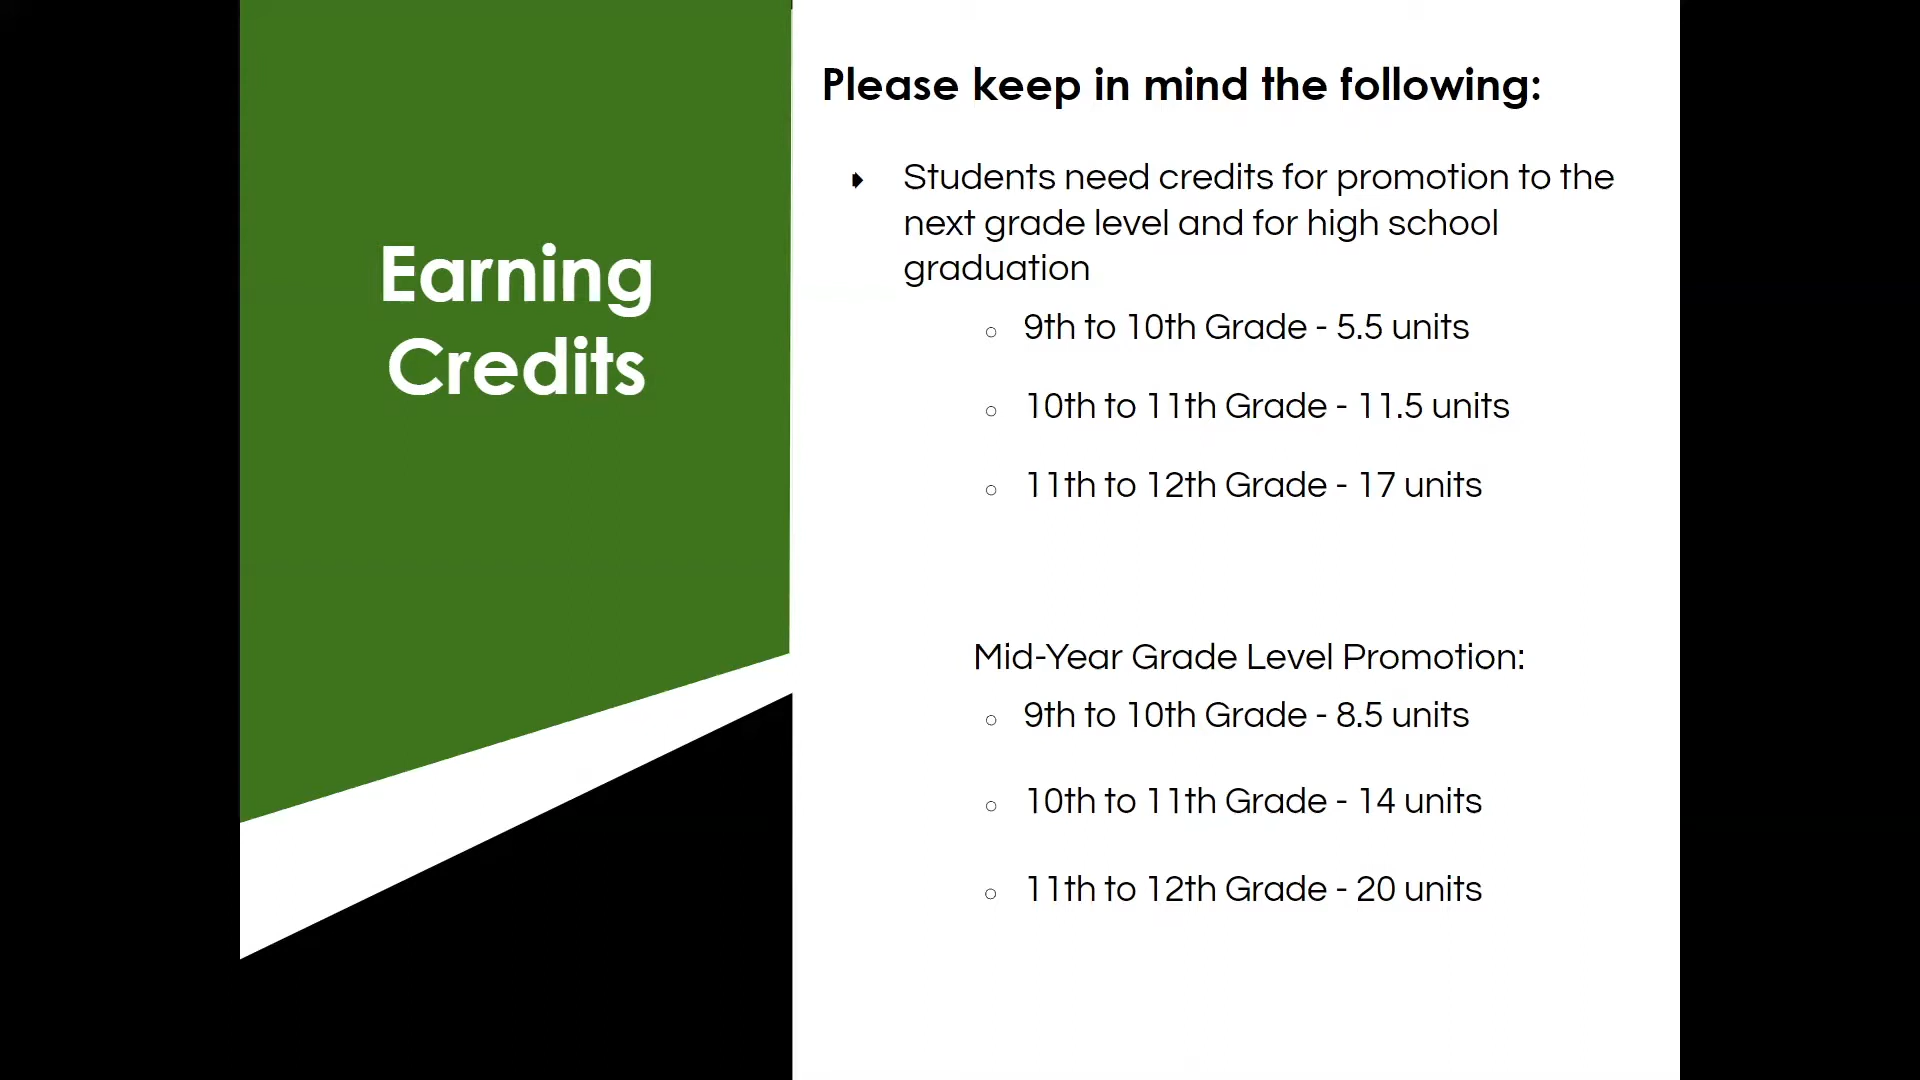 Earning
Credits
Please keep in mind the following:
Students need credits for promotion to the
next grade level and for high school
graduation
9th to 10th Grade - 5.5 units
10th to 11th Grade - 11.5 units
11th to 12th Grade - 17 units
Mid-Year Grade Level Promotion:
9th to 10th Grade - 8.5 units
10th to 11th Grade - 14 units
11th to 12th Grade - 20 units